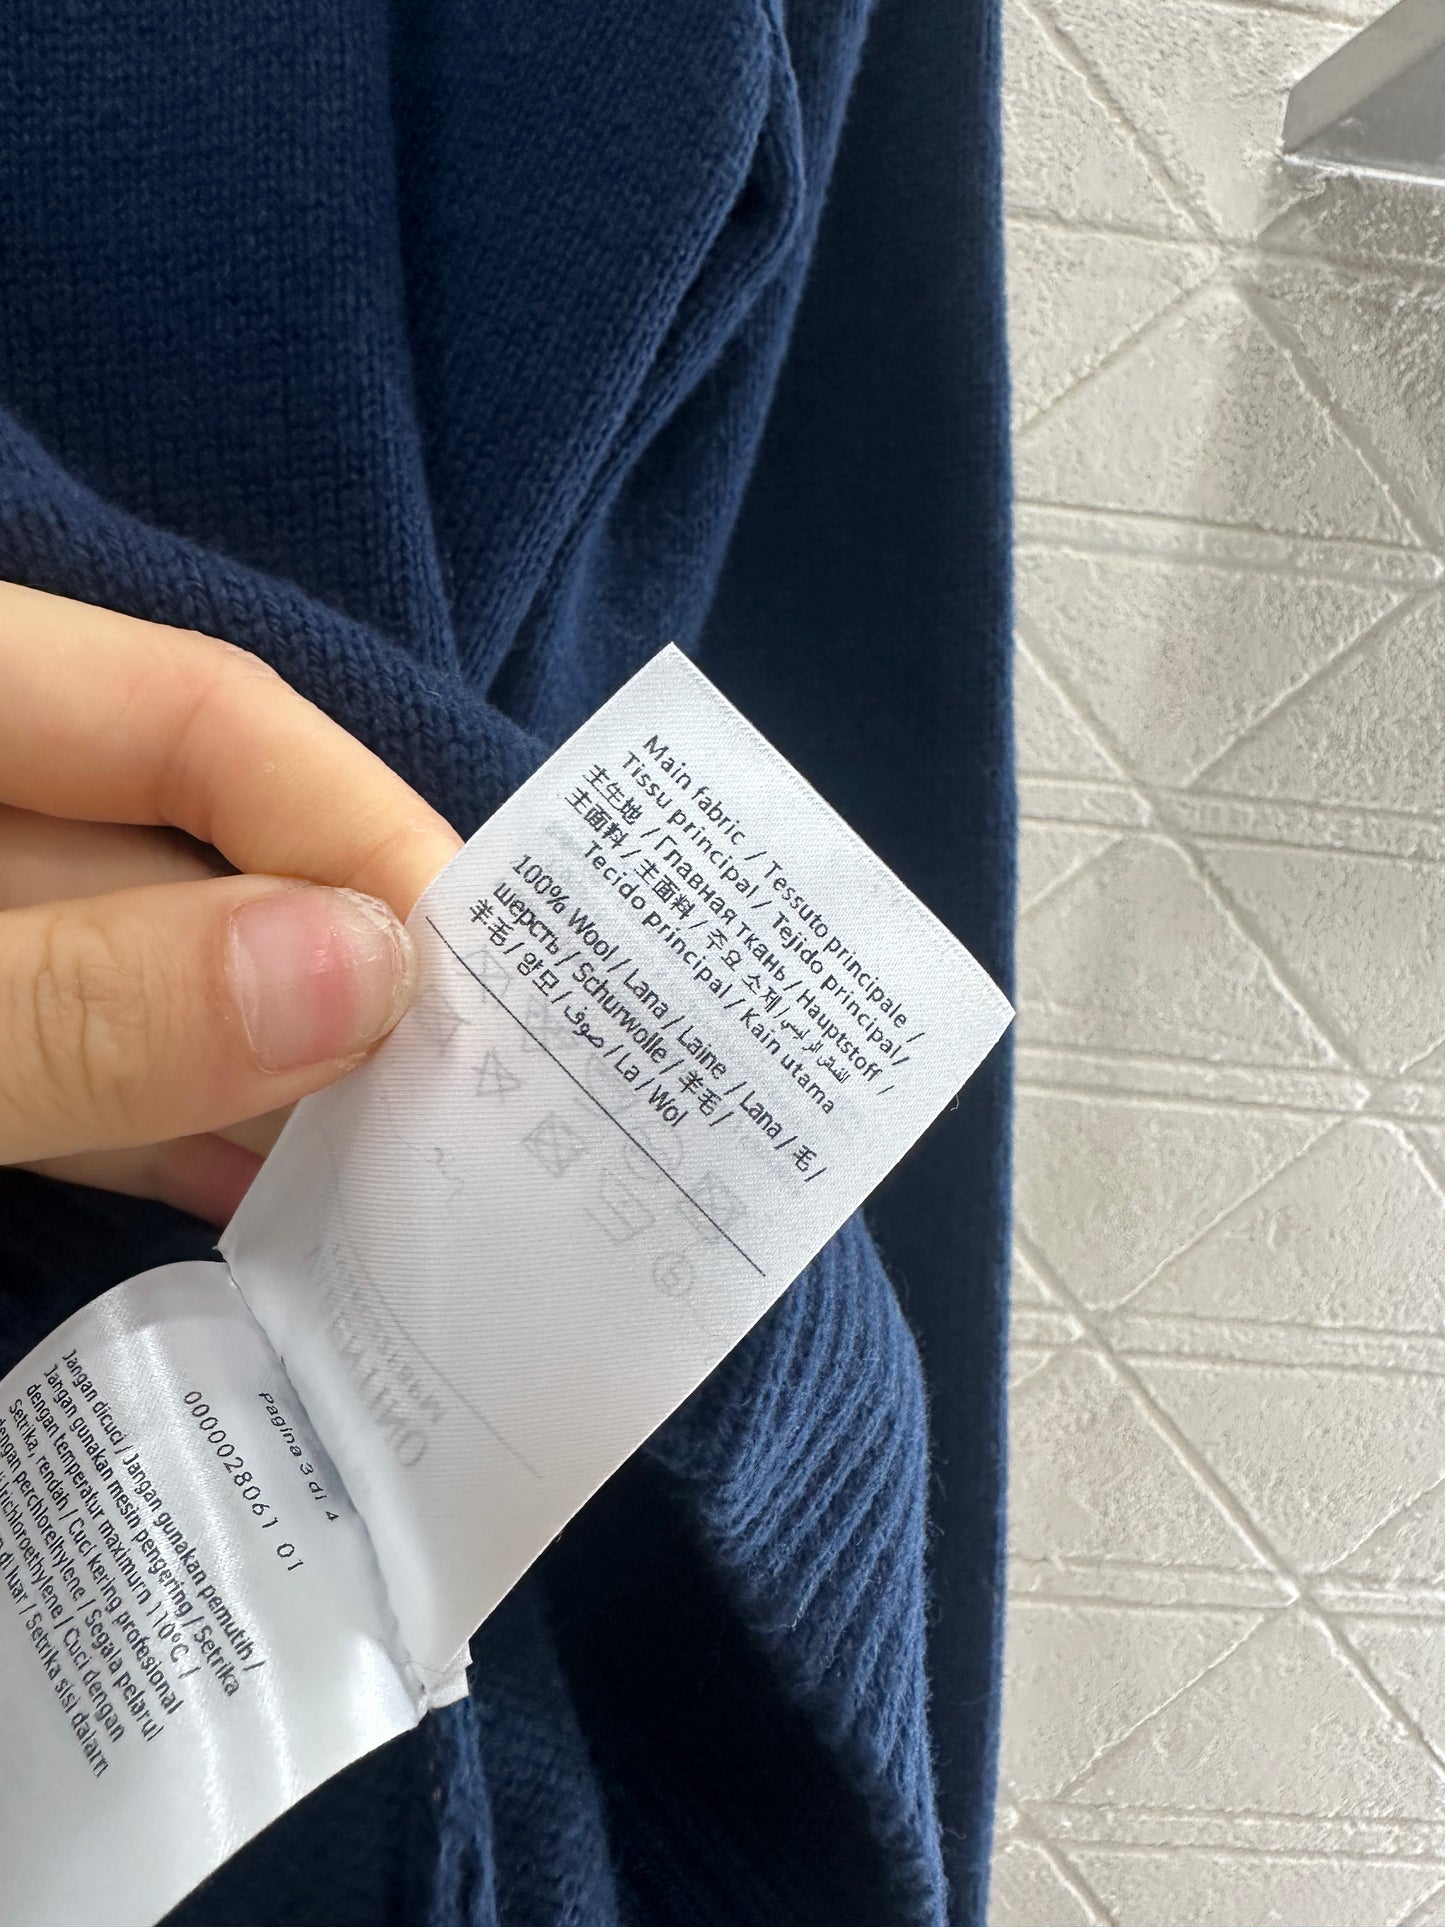 Main fabric / Tessuto principale /
Tissu principal / Tejido principal/
主生地 / Главная ткань / Hauptstoff /
主面料 / 主面料 / 주요 소재 / القماش الرئيسي /
Tecido principal / Kain utama
100% Wool / Lana / Laine / Lana / 毛 /
шерсть / Schurwolle / 羊毛 /
羊毛 / 양모 / صوف / La / Wol
Pagina 3 di 4
0000028061 01
Jangan dicuci / Jangan gunakan pemutih /
Jangan gunakan mesin pengering / Setrika
dengan temperatur maximum 110°C /
Setrika, rendah / Cuci kering profesional
dengan perchlorelhylene / Segala pelarul
trichloroethylene / Cuci dengan
di luar / Setrika sisi dalam